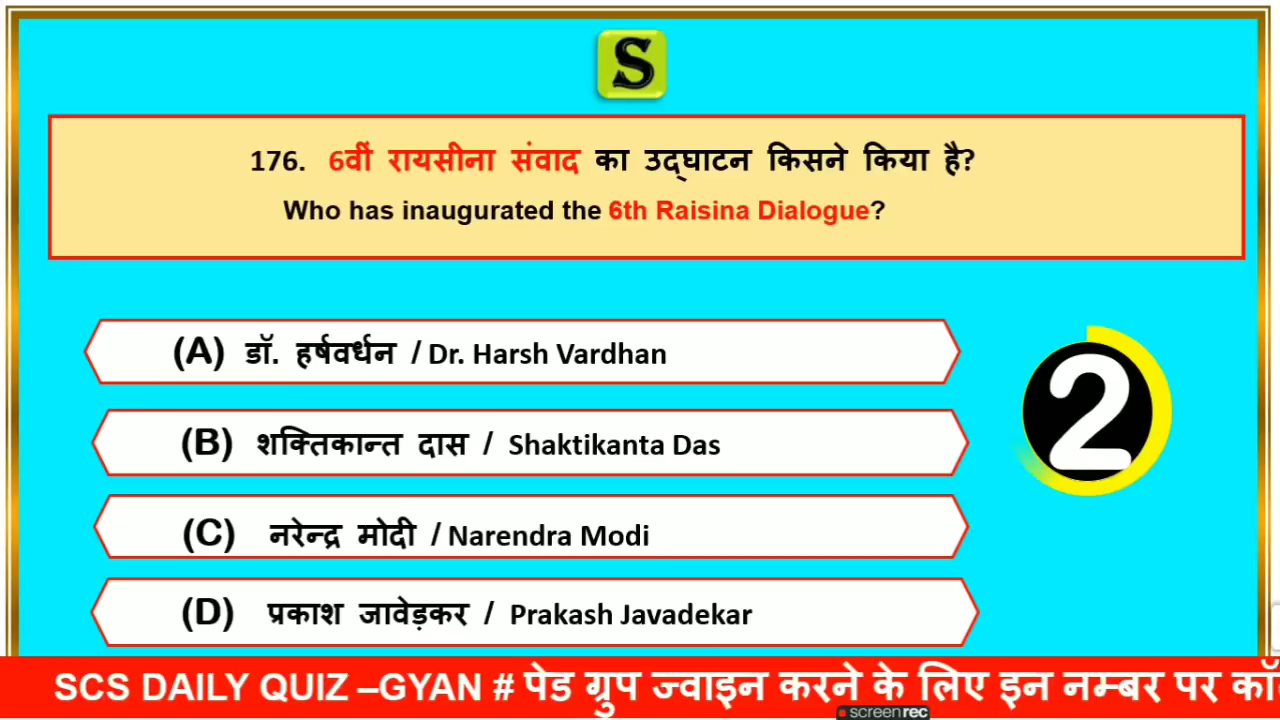 S
176. 6वीं रायसीना संवाद का उद्घाटन किसने किया है?
Who has inaugurated the 6th Raisina Dialogue?
(A) डॉ. हर्षवर्धन / Dr. Harsh Vardhan
(B) शक्तिकान्त दास / Shaktikanta Das
2
(C) नरेन्द्र मोदी / Narendra Modi
(D) प्रकाश जावेड़कर / Prakash Javadekar
SCS DAILY QUIZ –GYAN # पेड ग्रुप ज्वाइन करने के लिए इन नम्बर पर कॉ
screenrec